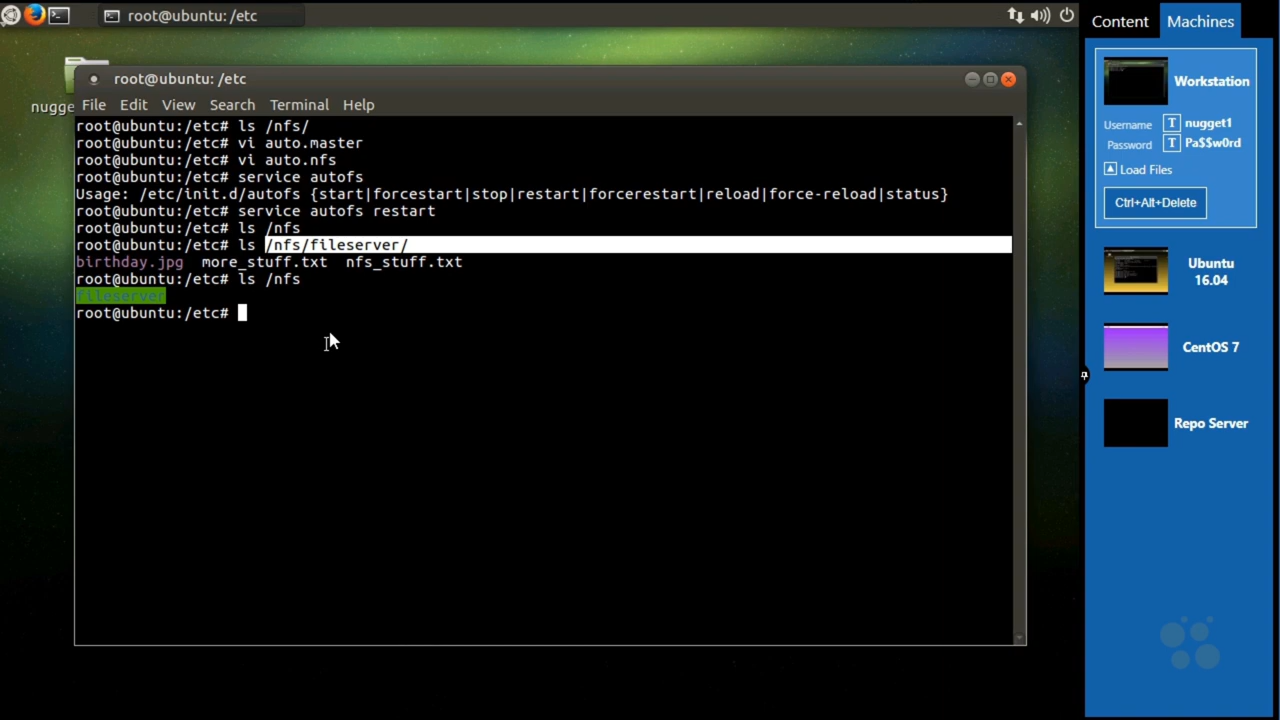 root@ubuntu: /etc
Content
Machines
nugge
root@ubuntu: /etc
File Edit View Search Terminal Help
root@ubuntu:/etc# ls /nfs/
root@ubuntu:/etc# vi auto.master
root@ubuntu:/etc# vi auto.nfs
root@ubuntu:/etc# service autofs
Usage: /etc/init.d/autofs {start|forcestart|stop|restart|forcerestart|reload|force-reload|status}
root@ubuntu:/etc# service autofs restart
root@ubuntu:/etc# ls /nfs
root@ubuntu:/etc# ls /nfs/fileserver/
birthday.jpg more_stuff.txt nfs_stuff.txt
root@ubuntu:/etc# ls /nfs
fileserver
root@ubuntu:/etc#
Workstation
Username T nugget1
Password T Pa$$w0rd
Load Files
Ctrl+Alt+Delete
Ubuntu
16.04
CentOS 7
Repo Server